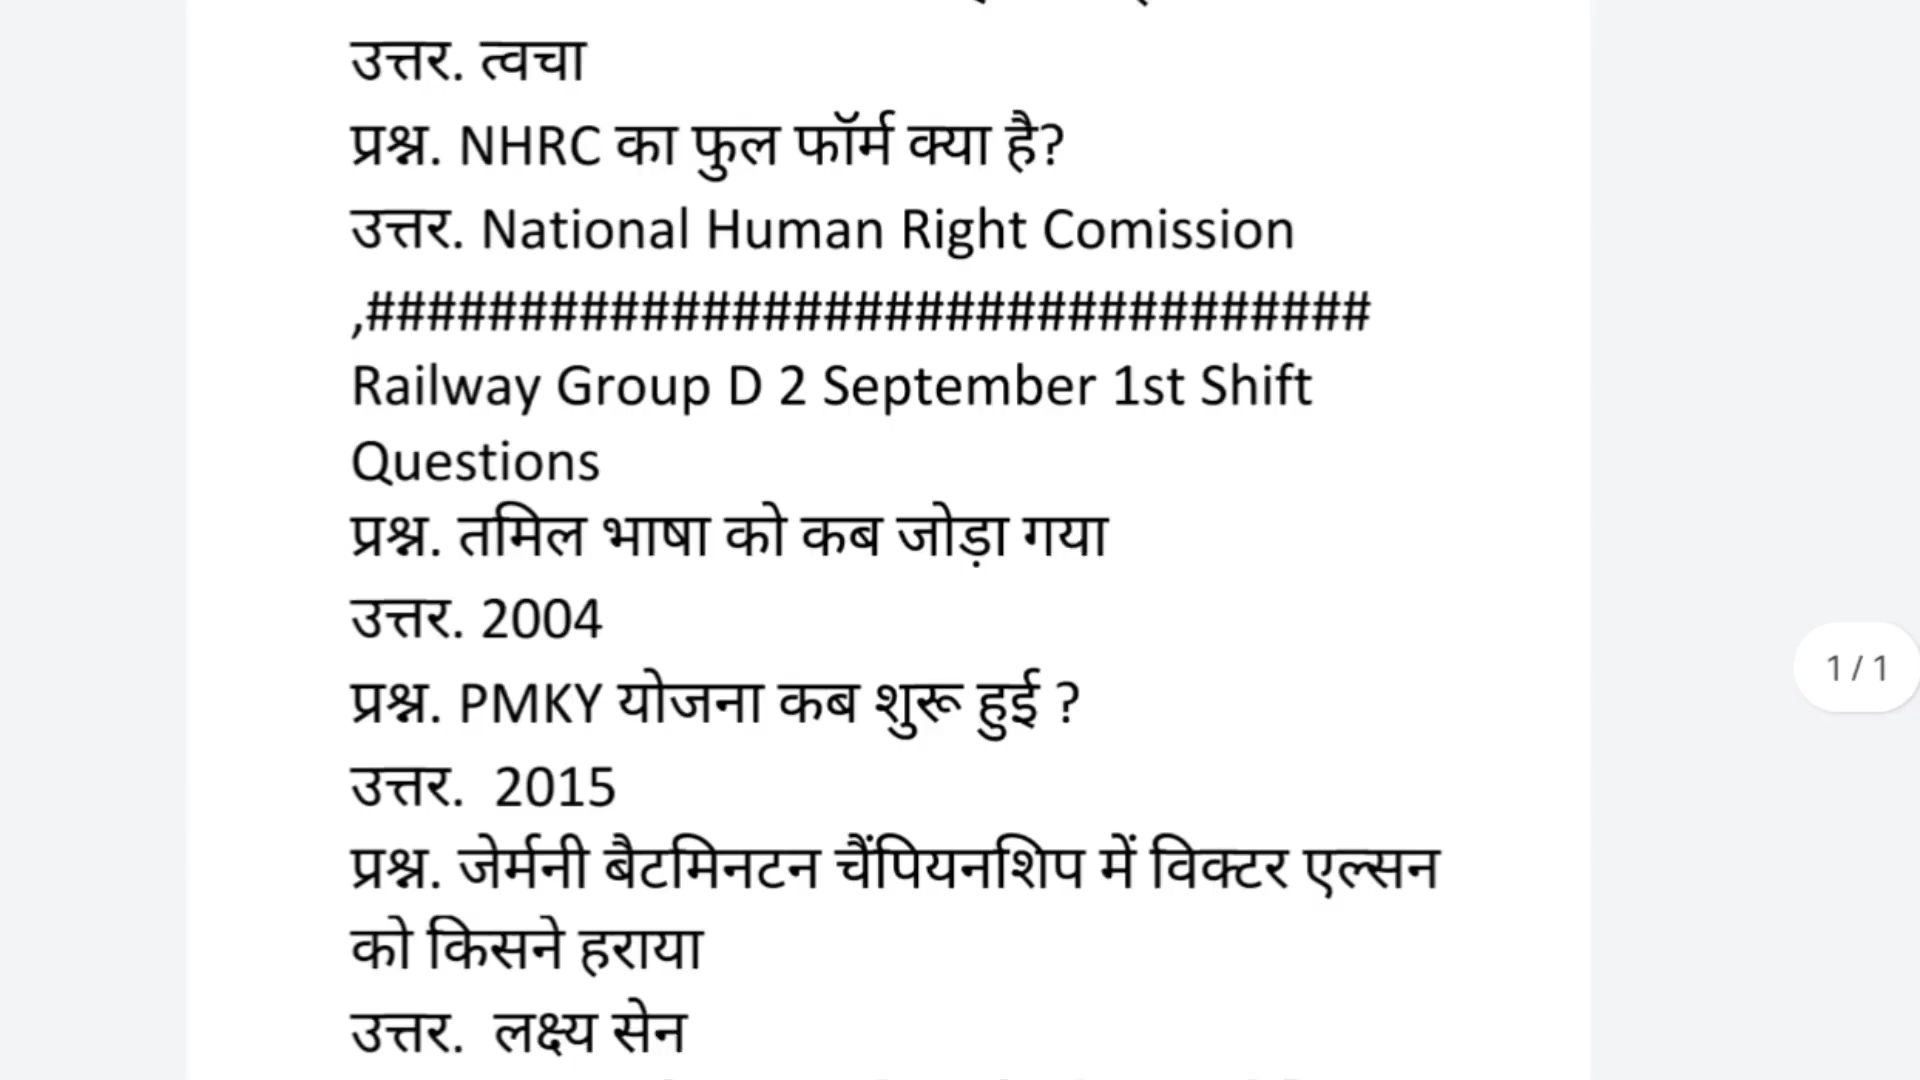 उत्तर. त्वचा
प्रश्न. NHRC का फुल फॉर्म क्या है?
उत्तर. National Human Right Comission
,#################################
Railway Group D 2 September 1st Shift
Questions
प्रश्न. तमिल भाषा को कब जोड़ा गया
उत्तर. 2004
प्रश्न. PMKY योजना कब शुरू हुई ?
उत्तर.  2015
प्रश्न. जेर्मनी बैटमिनटन चैंपियनशिप में विक्टर एल्सन
को किसने हराया
उत्तर.  लक्ष्य सेन
1 / 1